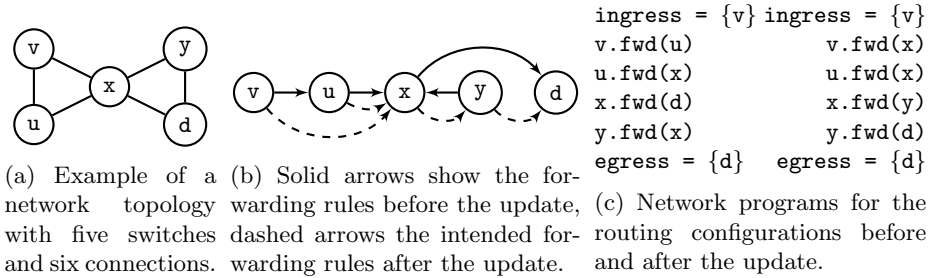 v
y
x
u
d
v u x y d
ingress = {v} ingress = {v}
v.fwd(u) v.fwd(x)
u.fwd(x) u.fwd(x)
x.fwd(d) x.fwd(y)
y.fwd(x) y.fwd(d)
egress = {d} egress = {d}
(a) Example of a
network topology
with five switches
and six connections.
(b) Solid arrows show the for-
warding rules before the update,
dashed arrows the intended for-
warding rules after the update.
(c) Network programs for the
routing configurations before
and after the update.